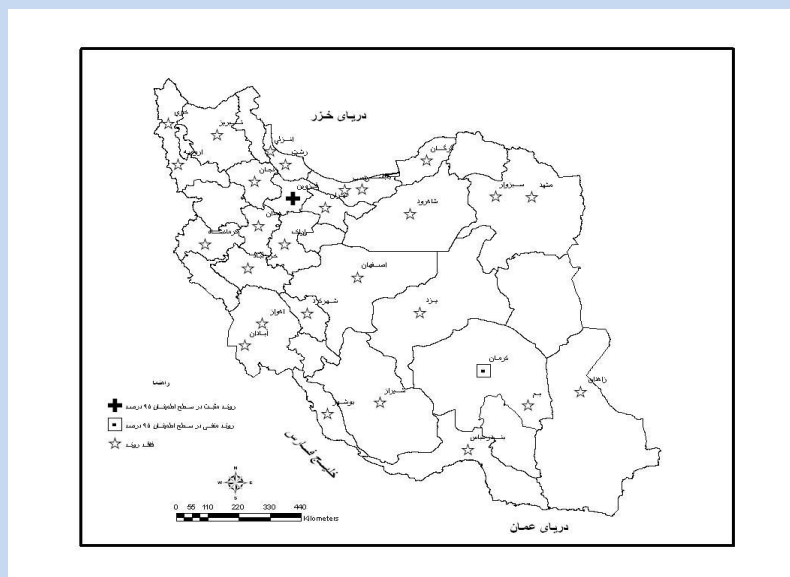 دریای خزر
خوی
تبریز
ارومیه
انزلی
رشت
زنجان
قزوین
تهران
گرگان
شاهرود
سبزوار
مشهد
اراک
اصفهان
شهرکرد
یزد
اهواز
آبادان
کرمان
زاهدان
بم
شیراز
بوشهر
بندرعباس
راهنما
روند مثبت در سطح اطمینان ۹۵ درصد
روند منفی در سطح اطمینان ۹۵ درصد
فاقد روند
خلیج فارس
N
W E
S
0 55 110 220 330 440
Kilometers
دریای عمان